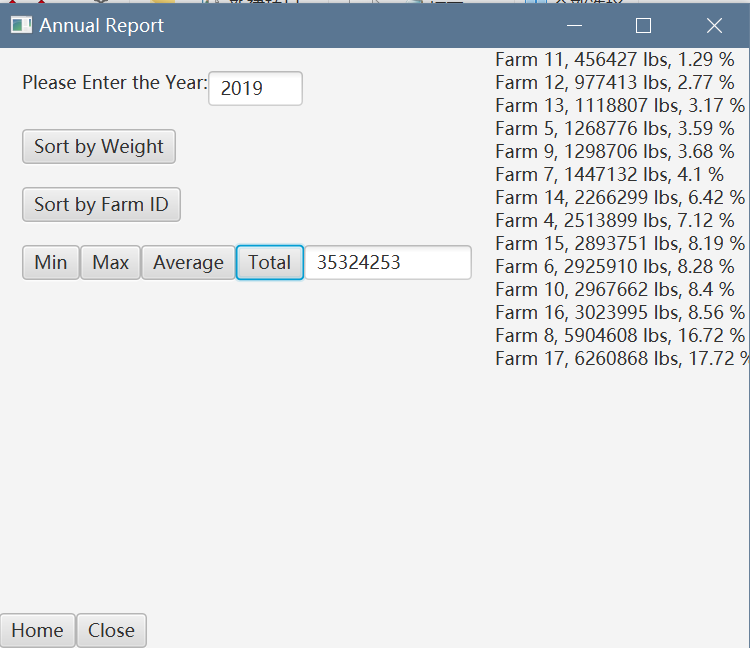 Annual Report
Please Enter the Year: 2019
Sort by Weight
Sort by Farm ID
Min Max Average Total 35324253
Farm 11, 456427 lbs, 1.29 %
Farm 12, 977413 lbs, 2.77 %
Farm 13, 1118807 lbs, 3.17 %
Farm 5, 1268776 lbs, 3.59 %
Farm 9, 1298706 lbs, 3.68 %
Farm 7, 1447132 lbs, 4.1 %
Farm 14, 2266299 lbs, 6.42 %
Farm 4, 2513899 lbs, 7.12 %
Farm 15, 2893751 lbs, 8.19 %
Farm 6, 2925910 lbs, 8.28 %
Farm 10, 2967662 lbs, 8.4 %
Farm 16, 3023995 lbs, 8.56 %
Farm 8, 5904608 lbs, 16.72 %
Farm 17, 6260868 lbs, 17.72 %
Home Close